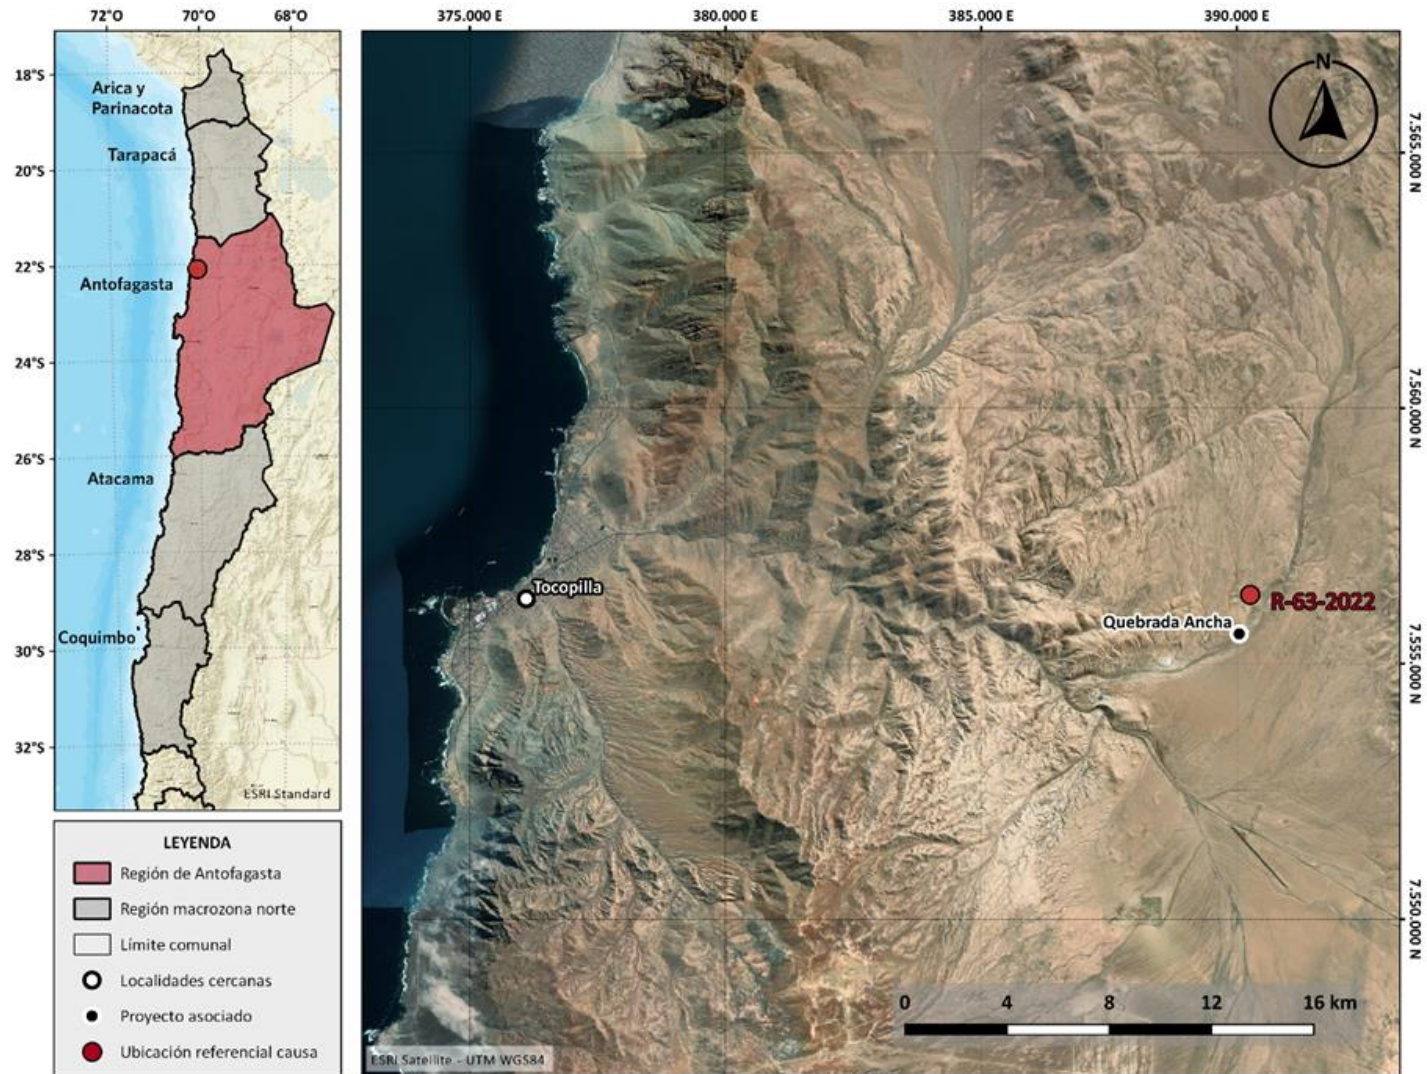 72°O 70°O 68°O
18°S
20°S
22°S
24°S
26°S
28°S
30°S
32°S
Arica y
Parinacota
Tarapacá
Antofagasta
Atacama
Coquimbo
ESRI Standard
LEYENDA
Región de Antofagasta
Región macrozona norte
Límite comunal
Localidades cercanas
Proyecto asociado
Ubicación referencial causa
375.000 E 380.000 E 385.000 E 390.000 E
N
7.565.000 N
7.560.000 N
7.555.000 N
7.550.000 N
Tocopilla
R-63-2022
Quebrada Ancha
0 4 8 12 16 km
ESRI Satellite - UTM WGS84